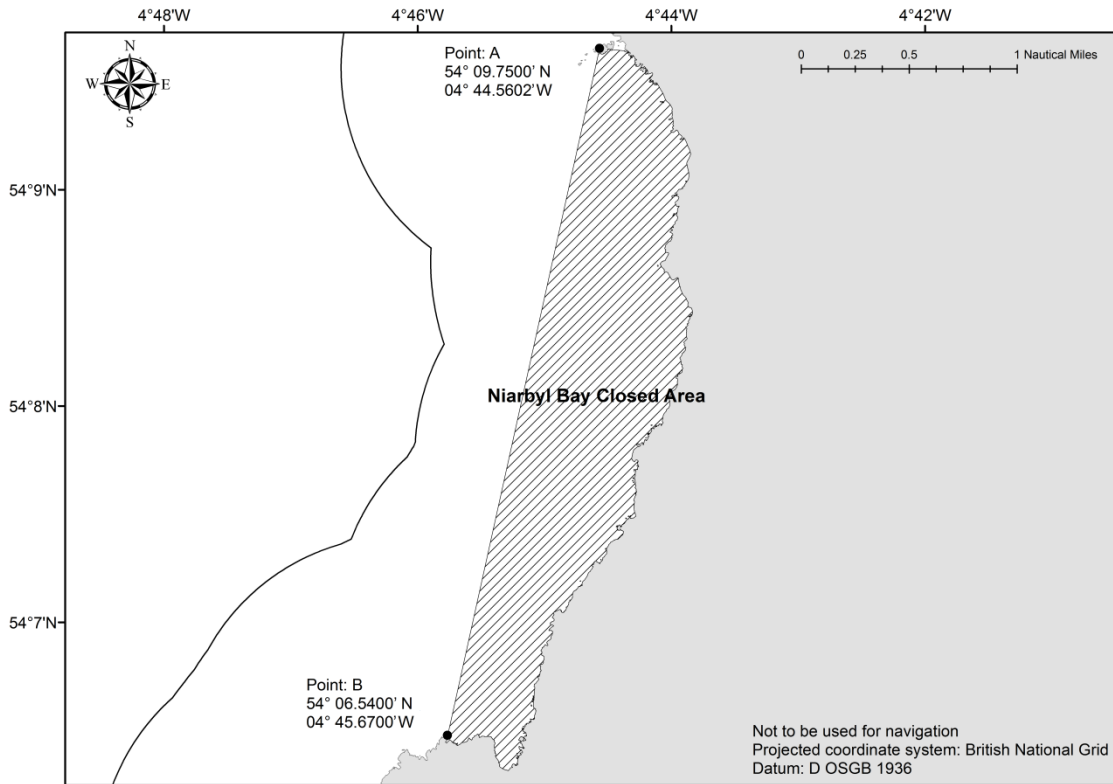 4°48'W 4°46'W 4°44'W 4°42'W
N
W E
S
Point: A
54° 09.7500' N
04° 44.5602' W
0 0.25 0.5 1 Nautical Miles
54°9'N
54°8'N
Niarbyl Bay Closed Area
54°7'N
Point: B
54° 06.5400' N
04° 45.6700' W
Not to be used for navigation
Projected coordinate system: British National Grid
Datum: D OSGB 1936